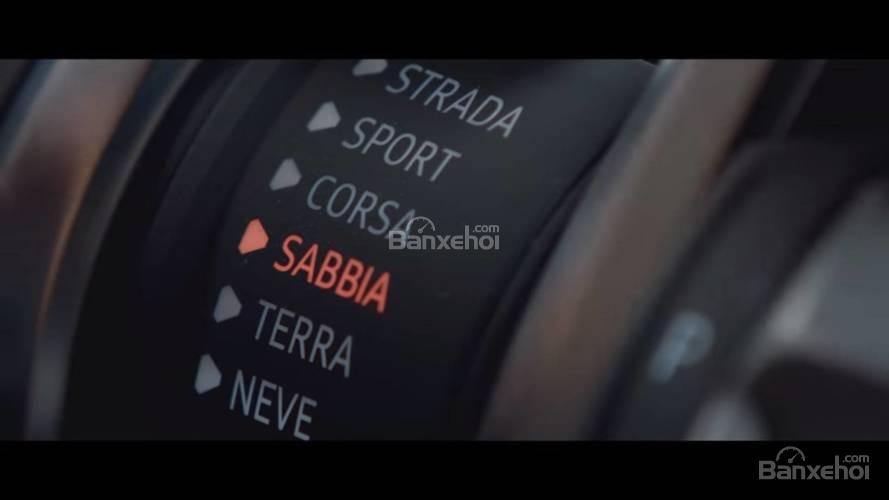 STRADA
SPORT
CORSA
SABBIA
TERRA
NEVE
P
Banxehoi.com
Banxehoi.com